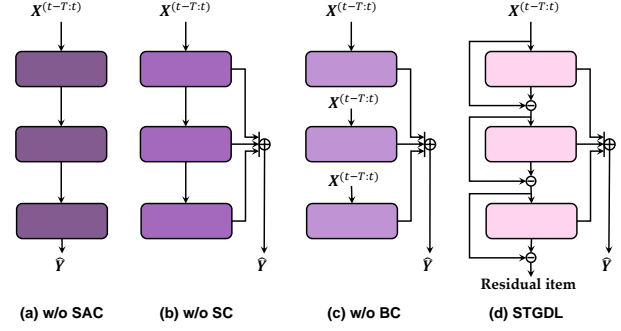 X^(t−T:t) X^(t−T:t) X^(t−T:t) X^(t−T:t)
X^(t−T:t)
X^(t−T:t)
Ŷ Ŷ Ŷ Ŷ
Residual item
(a) w/o SAC (b) w/o SC (c) w/o BC (d) STGDL